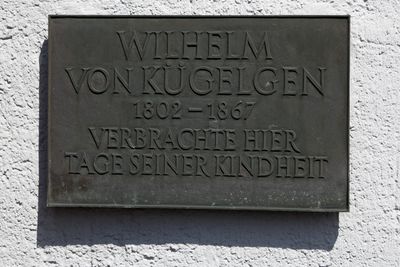 WILHELM
VON KÜGELGEN
1802-1867
VERBRACHTE HIER
TAGE SEINER KINDHEIT